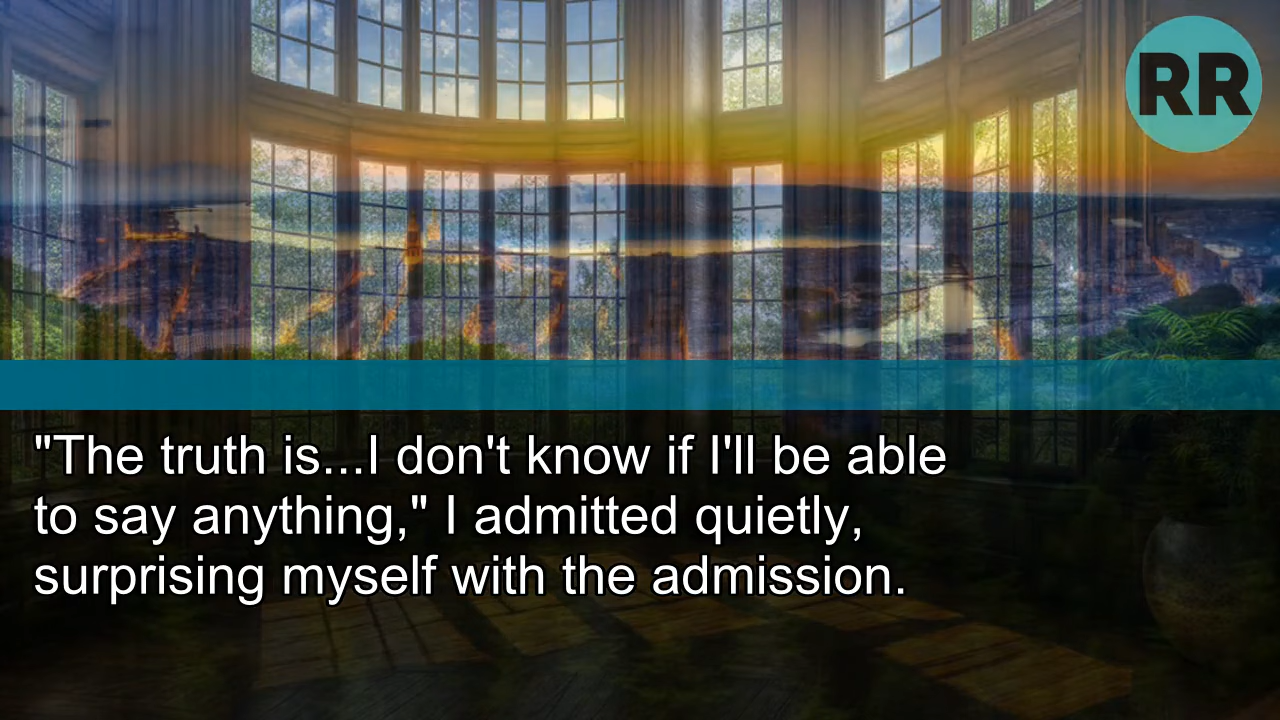 RR
"The truth is...I don't know if I'll be able
to say anything," I admitted quietly,
surprising myself with the admission.